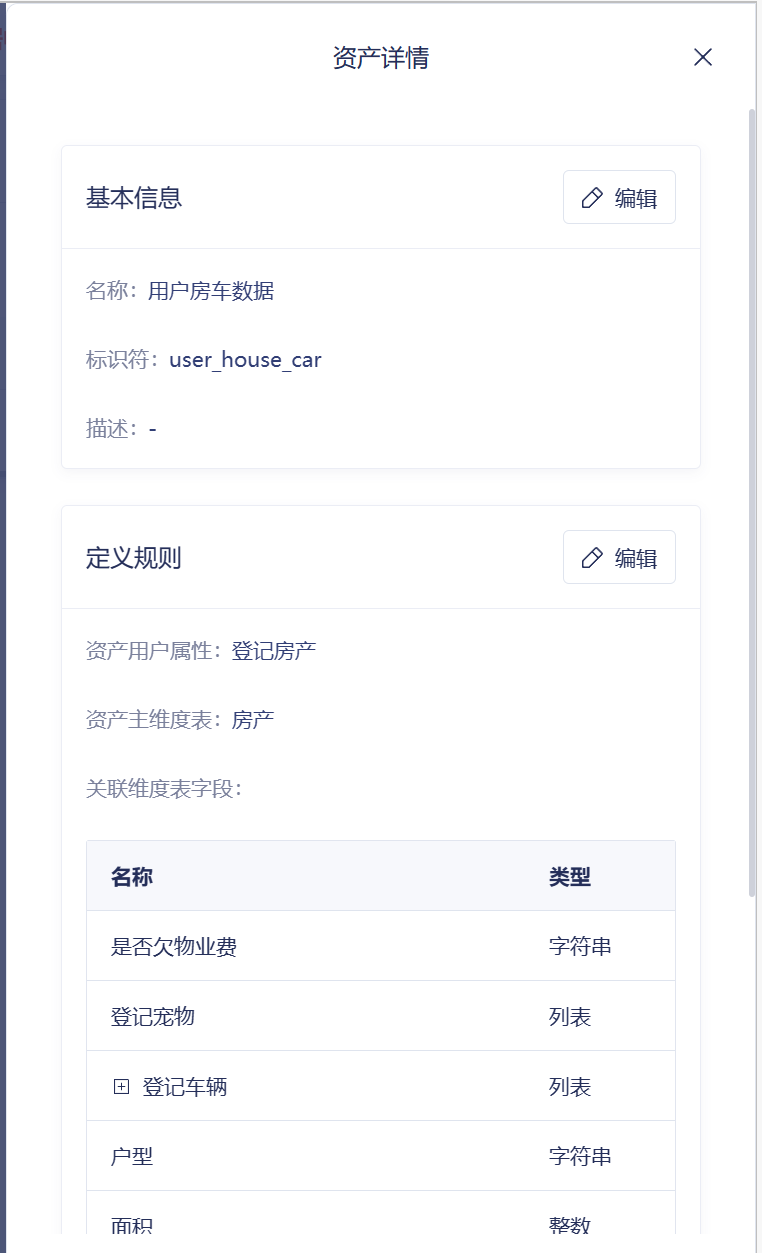 资产详情
基本信息
编辑
名称：用户房车数据
标识符：user_house_car
描述：-
定义规则
编辑
资产用户属性：登记房产
资产主维度表：房产
关联维度表字段：
名称 类型
是否欠物业费 字符串
登记宠物 列表
登记车辆 列表
户型 字符串
面积 整数